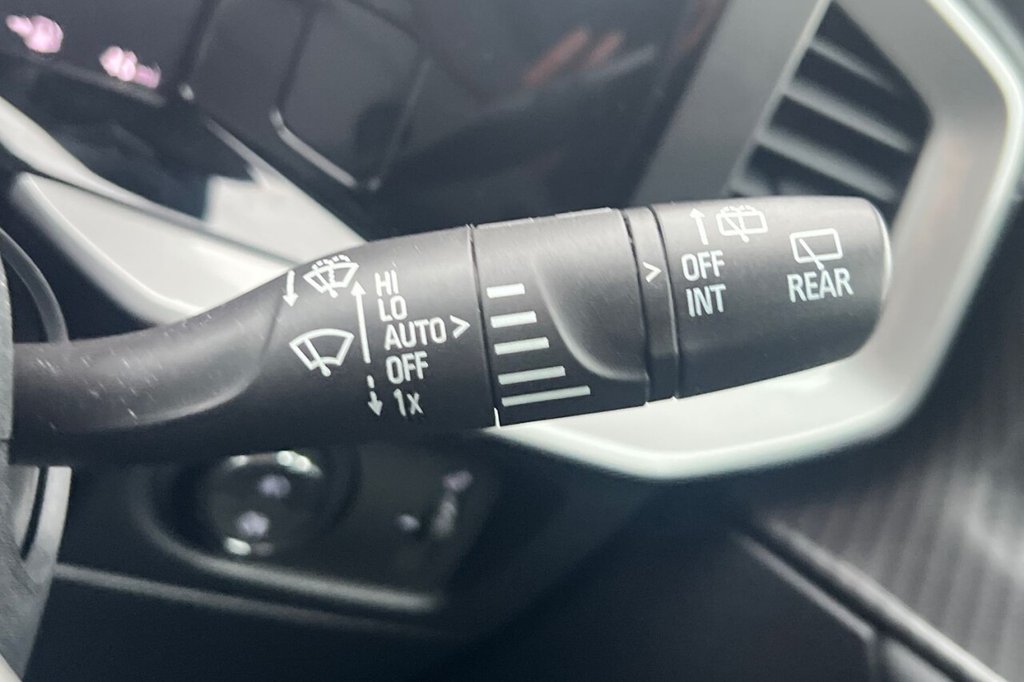 HI
LO
AUTO >
OFF
1x
>
OFF
INT
REAR